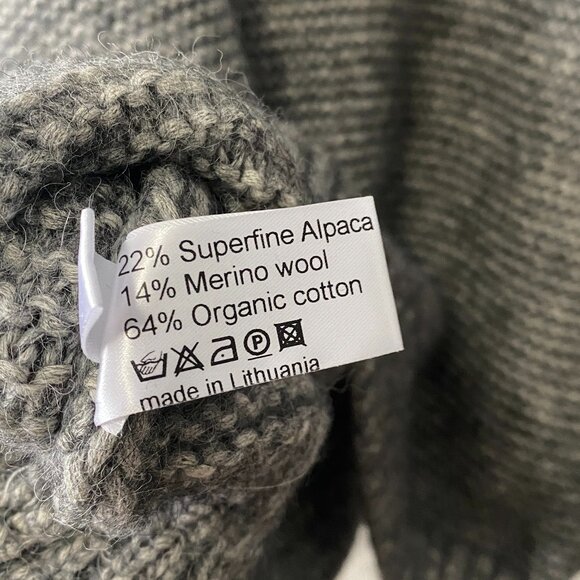 22% Superfine Alpaca
14% Merino wool
64% Organic cotton
P
made in Lithuania